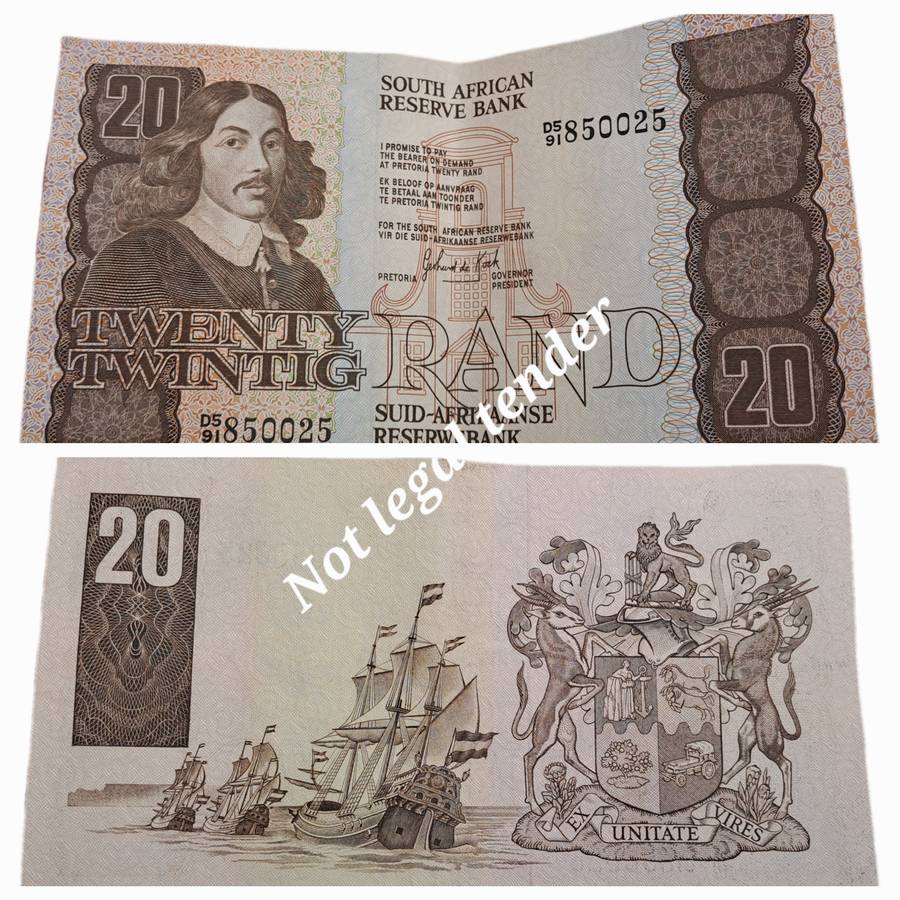 20
SOUTH AFRICAN
RESERVE BANK
D5
91 850025
I PROMISE TO PAY
THE BEARER ON DEMAND
AT PRETORIA TWENTY RAND
EK BELOOF OP AANVRAAG
TE BETAAL AAN TOONDER
TE PRETORIA TWINTIG RAND
FOR THE SOUTH AFRICAN RESERVE BANK
VIR DIE SUID-AFRIKAANSE RESERWEBANK
Gerhard de Kock
PRETORIA GOVERNOR
PRESIDENT
TWENTY
TWINTIG RAND
20
D5
91 850025
SUID-AFRIKAANSE
RESERWEBANK
Not legal tender
20
EX UNITATE VIRES